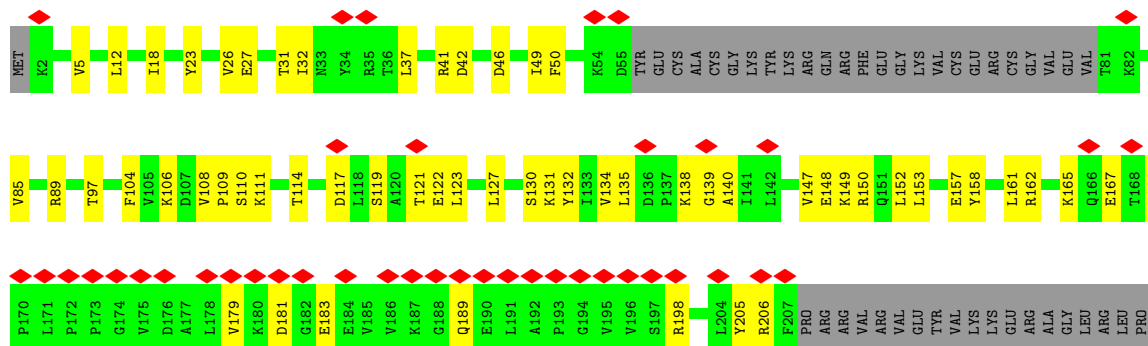 MET K2 V5 L12 I18 Y23 V26 E27 T31 I32 N33 Y34 R35 T36 L37 R41 D42 D46 I49 F50 K54 D55 TYR GLU CYS ALA CYS GLY LYS TYR LYS ARG GLN ARG PHE GLU GLY LYS VAL CYS GLU ARG CYS GLY VAL GLU VAL T81 K82
V85 R89 T97 F104 V105 K106 D107 V108 P109 S110 K111 T114 D117 L118 S119 A120 T121 E122 L123 L127 S130 K131 Y132 I133 V134 L135 D136 P137 K138 G139 A140 I141 L142 V147 E148 K149 R150 Q151 L152 L153 E157 Y158 L161 R162 K165 Q166 E167 T168
P170 L171 P172 P173 G174 V175 D176 A177 L178 V179 K180 D181 G182 E183 E184 V185 V186 K187 G188 Q189 E190 L191 A192 P193 G194 V195 V196 S197 R198 L204 Y205 R206 F207 PRO ARG ARG VAL ARG VAL GLU TYR VAL LYS LYS GLU ARG ALA GLY LEU ARG LEU PRO